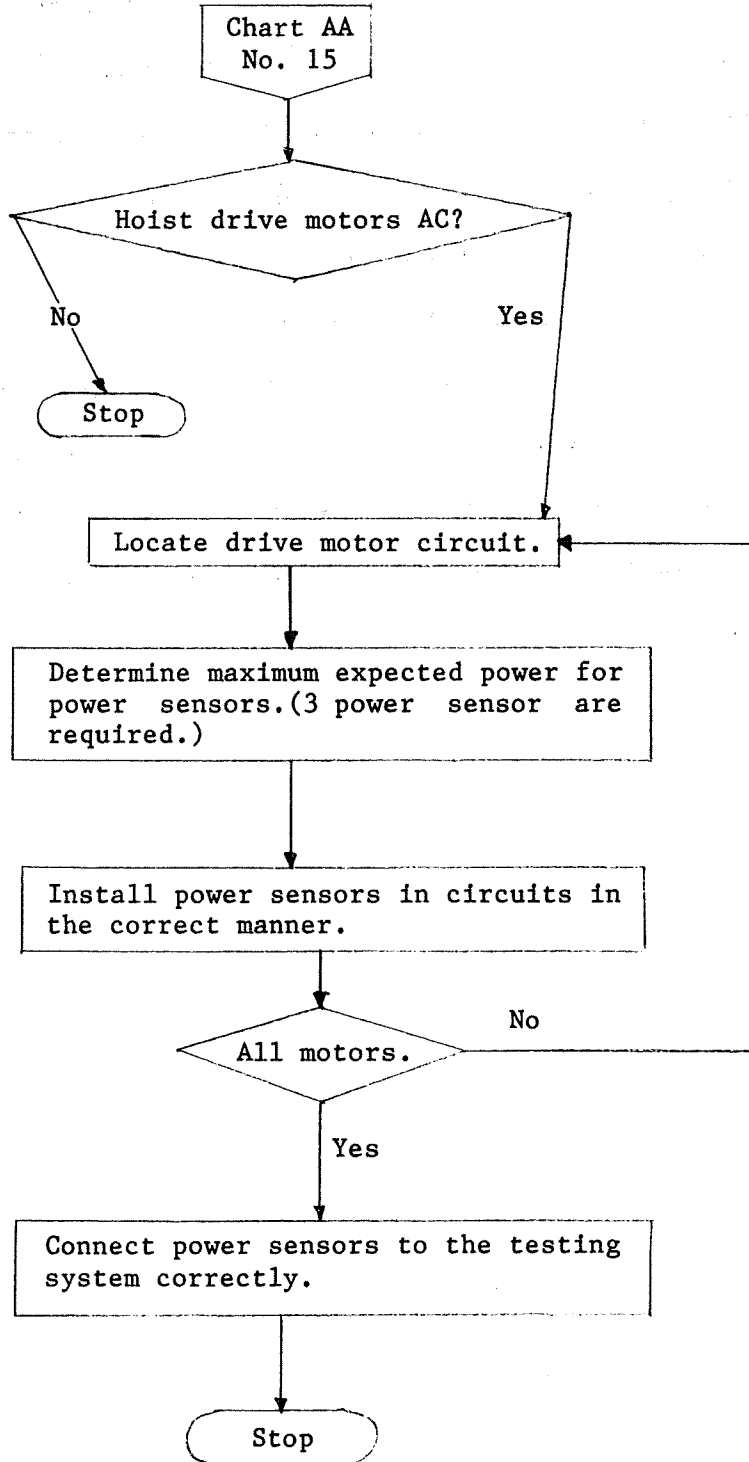 Chart AA
No. 15
Hoist drive motors AC?
No
Yes
Stop
Locate drive motor circuit.
Determine maximum expected power for
power sensors.(3 power sensor are
required.)
Install power sensors in circuits in
the correct manner.
All motors.
No
Yes
Connect power sensors to the testing
system correctly.
Stop